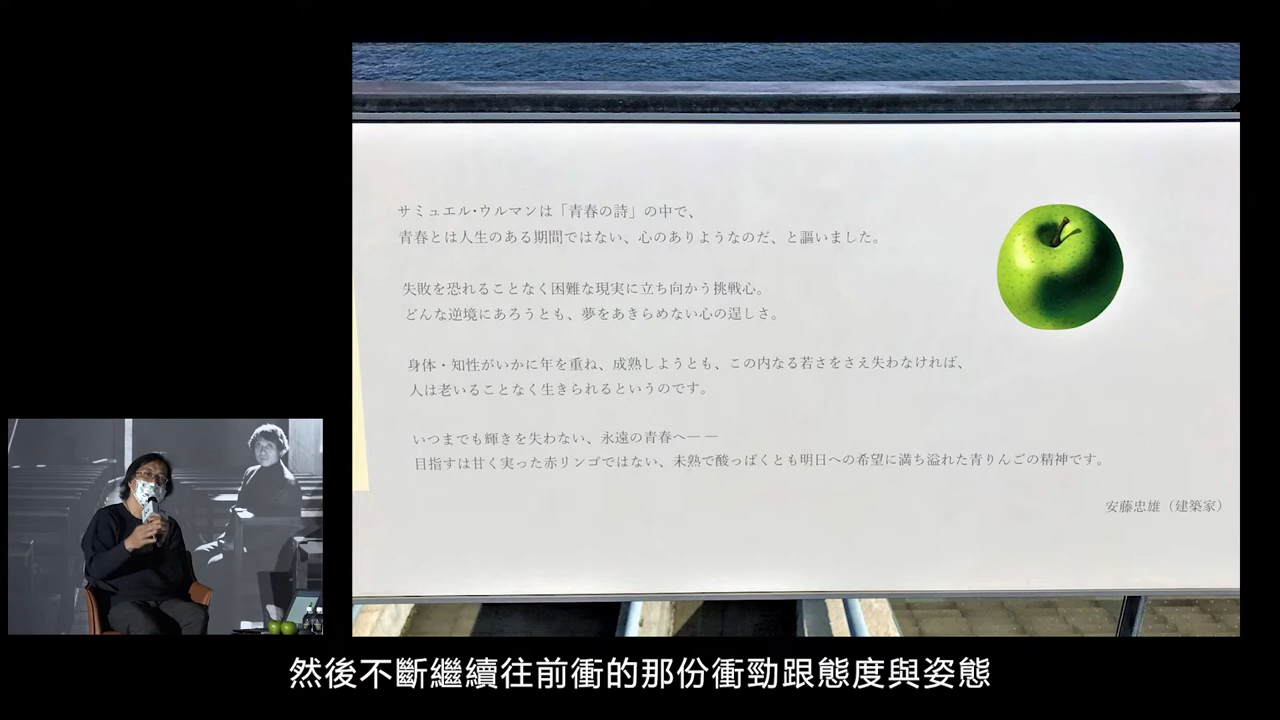 サミュエル・ウルマンは「青春の詩」の中で、
青春とは人生のある期間ではない、心のありようなのだ、と謳いました。
失敗を恐れることなく困難な現実に立ち向かう挑戦心。
どんな逆境にあろうとも、夢をあきらめない心の逞しさ。
身体・知性がいかに年を重ね、成熟しようとも、この内なる若さをさえ失わなければ、
人は老いることなく生きられるというのです。
いつまでも輝きを失わない、永遠の青春へ— —
目指すは甘く実った赤リンゴではない、未熟で酸っぱくとも明日への希望に満ち溢れた青りんごの精神です。
安藤忠雄（建築家）
然後不斷繼續往前衝的那份衝勁跟態度與姿態